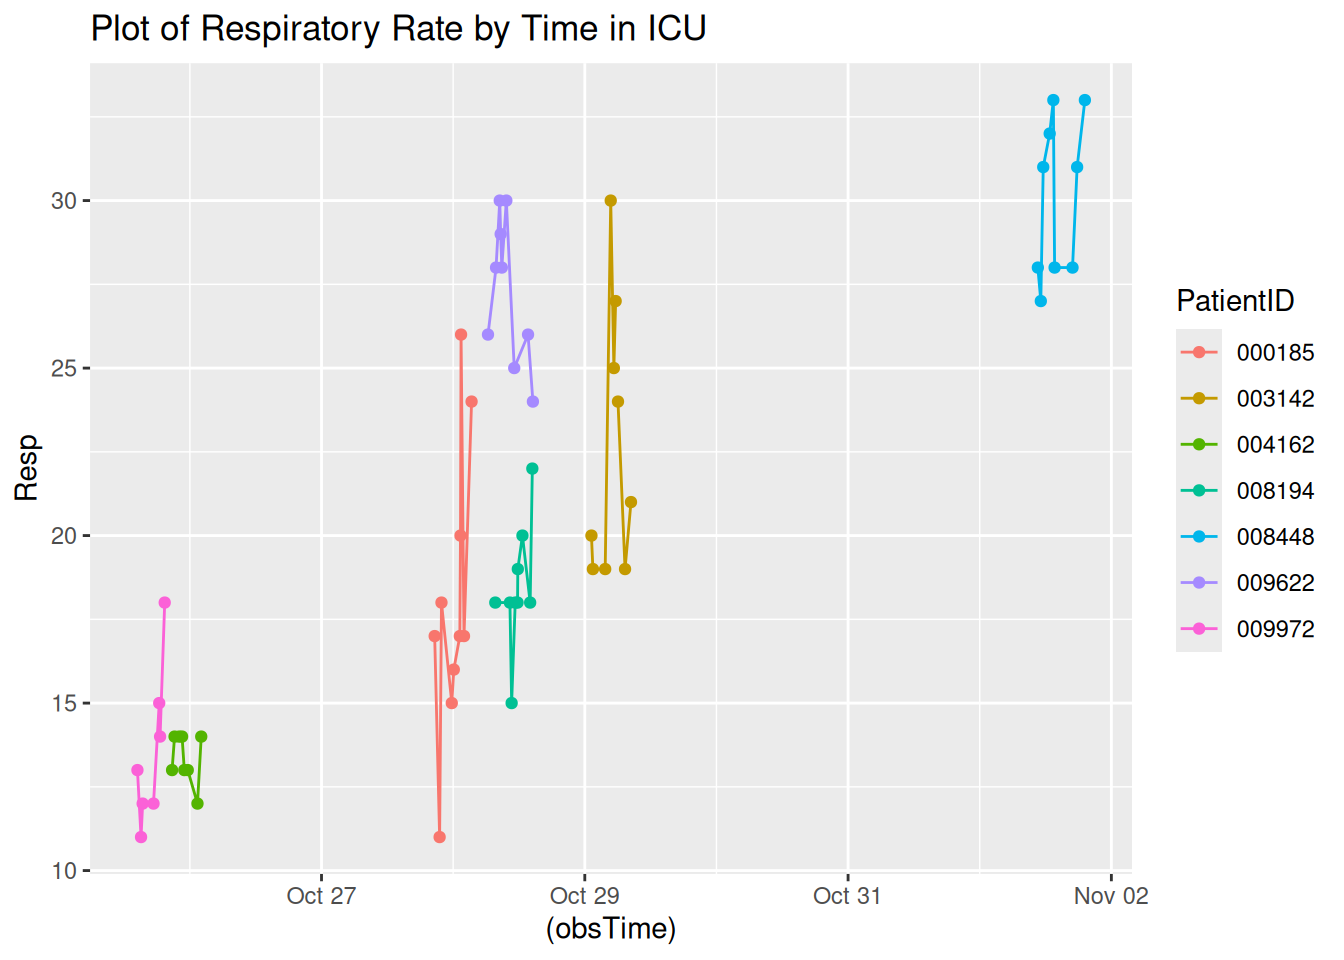 Plot of Respiratory Rate by Time in ICU
30
25
20
15
10
Resp
Oct 27
Oct 29
Oct 31
Nov 02
(obsTime)
PatientID
000185
003142
004162
008194
008448
009622
009972